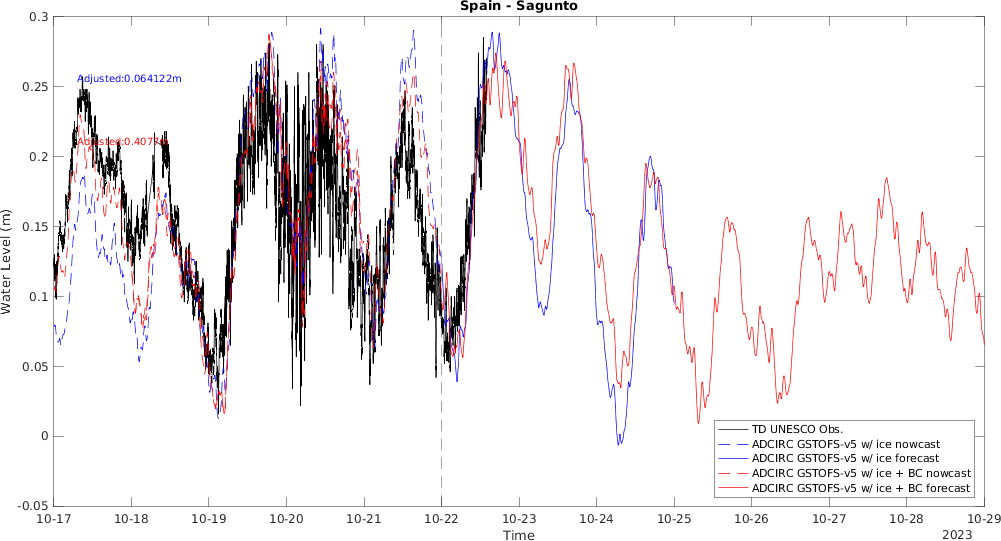 Spain - Sagunto
Water Level (m)
0.3
0.25
0.2
0.15
0.1
0.05
0
-0.05
Adjusted:0.064122m
10-17
10-18
10-19
10-20
10-21
10-22
10-23
10-24
10-25
10-26
10-27
10-28
10-29
Time
2023
TD UNESCO Obs.
ADCIRC GSTOFS-v5 w/ ice nowcast
ADCIRC GSTOFS-v5 w/ ice forecast
ADCIRC GSTOFS-v5 w/ ice + BC nowcast
ADCIRC GSTOFS-v5 w/ ice + BC forecast